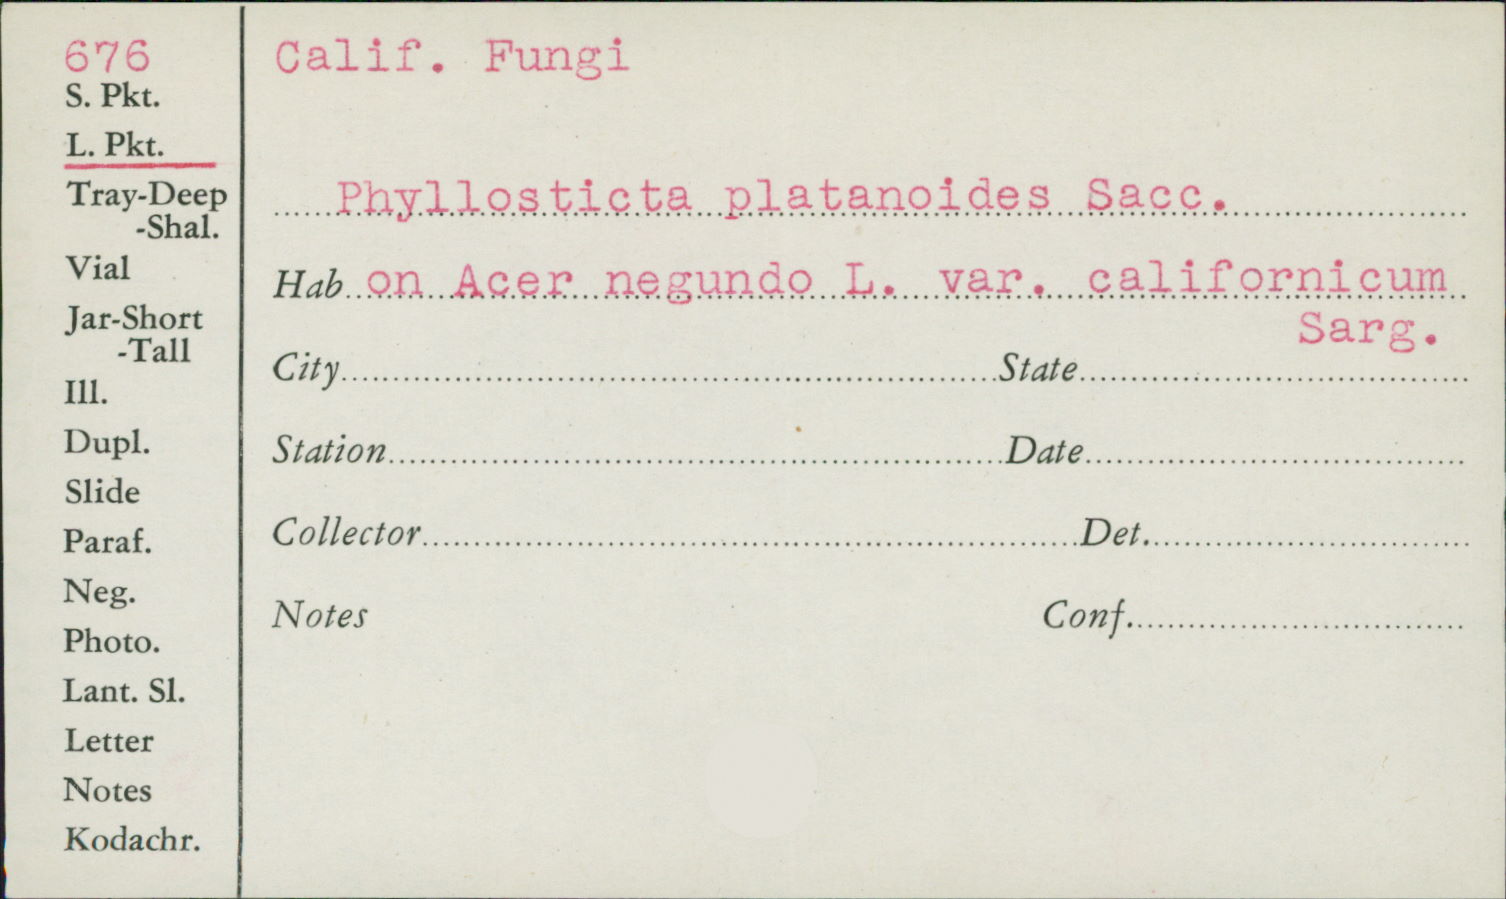 676
S. Pkt.
L. Pkt.
Tray-Deep
-Shal.
Vial
Jar-Short
-Tall
Ill.
Dupl.
Slide
Paraf.
Neg.
Photo.
Lant. Sl.
Letter
Notes
Kodachr.
Calif. Fungi
Phyllosticta platanoides Sacc.
Hab on Acer negundo L. var. californicum
Sarg.
City State
Station Date
Collector Det.
Notes Conf.